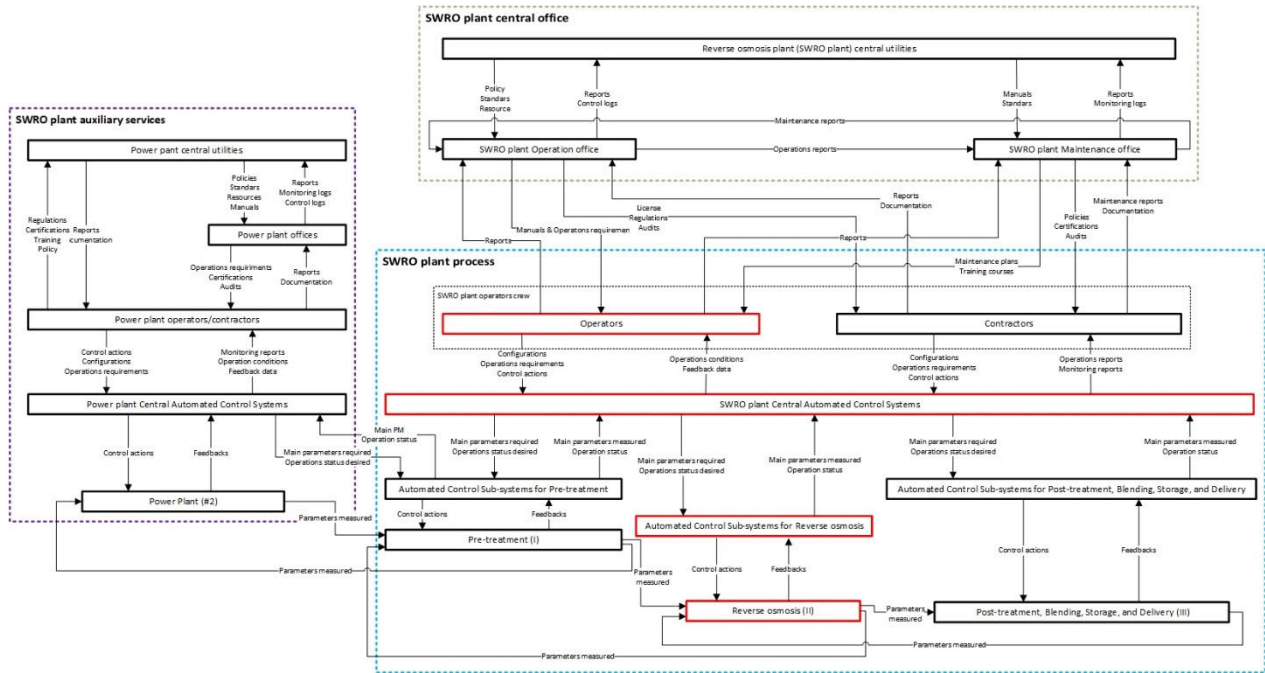 SWRO plant central office
Reverse osmosis plant (SWRO plant) central utilities
Policy
Standars
Resource
Reports
Control logs
Manuals
Standars
Reports
Monitoring logs
Maintenance reports
SWRO plant Operation office
Operations reports
SWRO plant Maintenance office
SWRO plant auxiliary services
Power pant central utilities
Policies
Standars
Resources
Manuals
Reports
Monitoring logs
Control logs
Regulations
Certifications
Training
Policy
Reports
cumentation
Power plant offices
Operations requiriments
Certifications
Audits
Reports
Documentation
Power plant operators/contractors
Control actions
Configurations
Operations requirements
Monitoring reports
Operation conditions
Feedback data
Power plant Central Automated Control Systems
Control actions
Feedbacks
Main parameters required
Operations status desired
Main PM
Operation status
Power Plant (#2)
Parameters measured
Parameters measured
Reports
Manuals & Operatons requiremen
License
Regulations
Audits
Reports
Documentation
Reports
Policies
Certifications
Audits
Maintenance reports
Documentation
Maintenance plans
Training courses
SWRO plant process
SWRO plant operators crew
Operators
Contractors
Configurations
Operations requirements
Control actions
Operations conditions
Feedback data
Configurations
Operations requirements
Control actions
Operations reports
Monitoring reports
SWRO plant Central Automated Control Systems
Main parameters required
Operations status desired
Main parameters measured
Operation status
Main parameters required
Operations status desired
Main parameters measured
Operation status
Main parameters required
Operations status desired
Main parameters measured
Operation status
Automated Control Sub-systems for Pre-treatment
Automated Control Sub-systems for Post-treatment, Blending, Storage, and Delivery
Control actions
Feedbacks
Automated Control Sub-systems for Reverse osmosis
Pre-treatment (I)
Control actions
Feedbacks
Control actions
Feedbacks
Parameters
measured
Reverse osmosis (II)
Parameters
measured
Post-treatment, Blending, Storage, and Delivery (III)
Parameters measured
Parameters measured